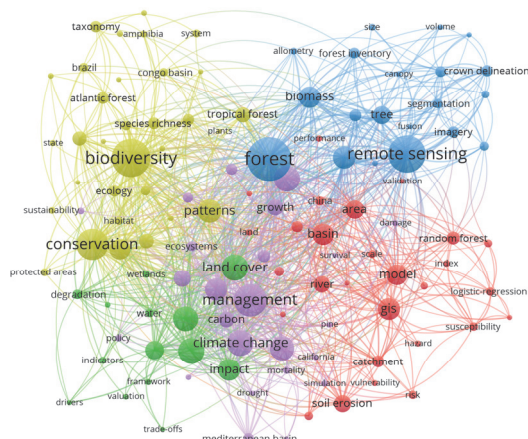 taxonomy
amphibia
system
size
volume
allometry
forest inventory
brazil
congo basin
canopy
crown delineation
biomass
atlantic forest
segmentation
tropical forest
tree
fusion
species richness
plants
performance
imagery
state
biodiversity
forest
remote sensing
validation
ecology
sustainability
habitat
patterns
growth
china
area
damage
land
basin
random forest
conservation
ecosystems
survival
scale
index
protected areas
wetlands
land cover
model
degradation
river
logistic-regression
management
water
gis
carbon
pine
susceptibility
policy
climate change
california
hazard
indicators
catchment
impact
mortality
framework
simulation
vulnerability
drought
risk
valuation
drivers
soil erosion
trade-offs
mediterranean basin